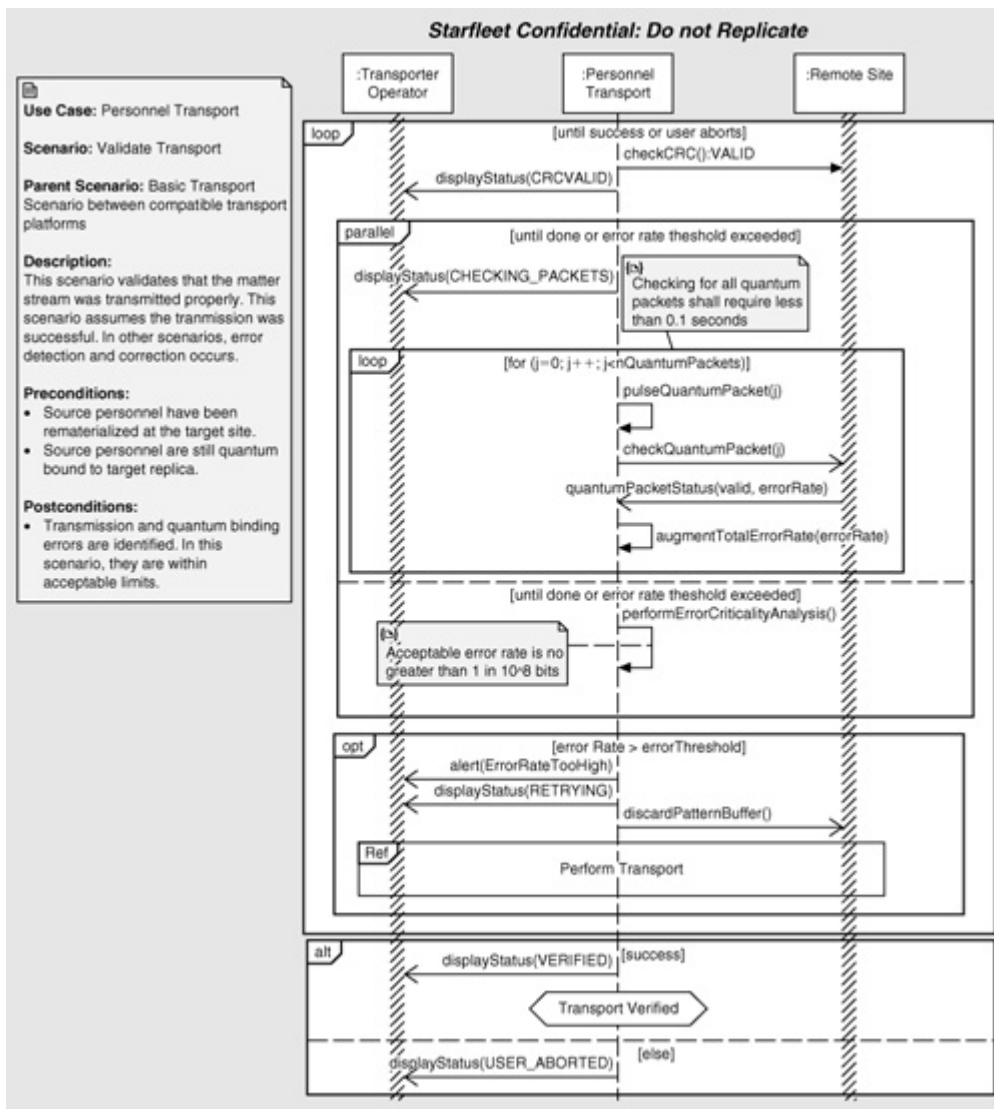 Starfleet Confidential: Do not Replicate
:Transporter
Operator
:Personnel
Transport
:Remote Site
Use Case: Personnel Transport
Scenario: Validate Transport
Parent Scenario: Basic Transport
Scenario between compatible transport
platforms
Description:
This scenario validates that the matter
stream was transmitted properly. This
scenario assumes the tranmission was
successful. In other scenarios, error
detection and correction occurs.
Preconditions:
• Source personnel have been
rematerialized at the target site.
• Source personnel are still quantum
bound to target replica.
Postconditions:
• Transmission and quantum binding
errors are identified. In this
scenario, they are within
acceptable limits.
loop
[until success or user aborts]
checkCRC():VALID
displayStatus(CRCVALID)
parallel
[until done or error rate theshold exceeded]
displayStatus(CHECKING_PACKETS)
Checking for all quantum
packets shall require less
than 0.1 seconds
loop
[for (j=0; j++; j<nQuantumPackets)]
pulseQuantumPacket(j)
checkQuantumPacket(j)
quantumPacketStatus(valid, errorRate)
augmentTotalErrorRate(errorRate)
[until done or error rate theshold exceeded]
performErrorCriticalityAnalysis()
Acceptable error rate is no
greater than 1 in 10^8 bits
opt
[error Rate > errorThreshold]
alert(ErrorRateTooHigh)
displayStatus(RETRYING)
discardPatternBuffer()
Ref
Perform Transport
alt
displayStatus(VERIFIED)
[success]
Transport Verified
[else]
displayStatus(USER_ABORTED)